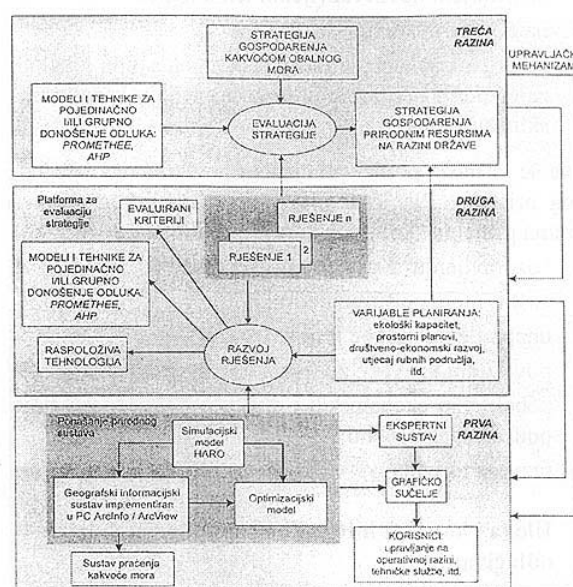 TREĆA
RAZINA
STRATEGIJA
GOSPODARENJA
KAKVOĆOM OBALNOG
MORA
UPRAVLJAČKI
MEHANIZAM
MODELI I TEHNIKE ZA
POJEDINAČNO
I/ILI GRUPNO
DONOŠENJE ODLUKA:
PROMETHEE,
AHP
EVALUACIJA
STRATEGIJE
STRATEGIJA
GOSPODARENJA
PRIRODNIM RESURSIMA
NA RAZINI DRŽAVE
Platforma za
evaluaciju
strategije
EVALUIRANI
KRITERIJI
RJEŠENJE n
2
RJEŠENJE 1
DRUGA
RAZINA
MODELI I TEHNIKE ZA
POJEDINAČNO
I/ILI GRUPNO
DONOŠENJE ODLUKA:
PROMETHEE,
AHP
RASPOLOŽIVA
TEHNOLOGIJA
RAZVOJ
RJEŠENJA
VARIJABLE PLANIRANJA:
ekološki kapacitet,
prostorni planovi,
društveno-ekonomski razvoj,
utjecaj rubnih područja,
itd.
Ponašanje prirodnog
sustava
Simulacijski
model
HARO
EKSPERTNI
SUSTAV
PRVA
RAZINA
Geografski informacijski
sustav implementiran
u PC ArcInfo / ArcView
Optimizacijski
model
GRAFIČKO
SUČELJE
Sustav praćenja
kakvoće mora
KORISNICI:
upravljanje na
operativnoj razini,
tehničke službe, itd.